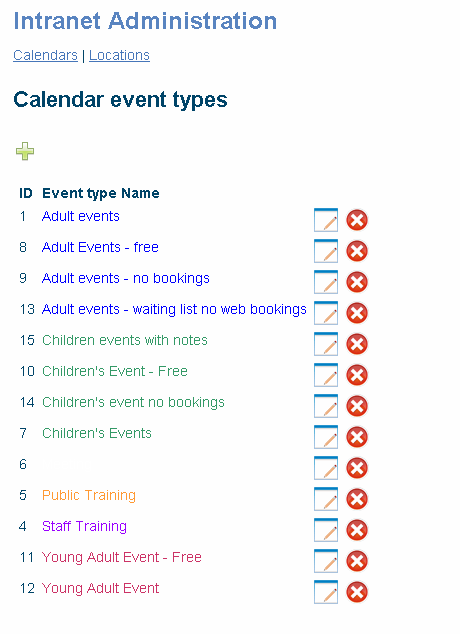 Intranet Administration
Calendars | Locations
Calendar event types
ID Event type Name
1 Adult events
8 Adult Events - free
9 Adult events - no bookings
13 Adult events - waiting list no web bookings
15 Children events with notes
10 Children's Event - Free
14 Children's event no bookings
7 Children's Events
6
5 Public Training
4 Staff Training
11 Young Adult Event - Free
12 Young Adult Event